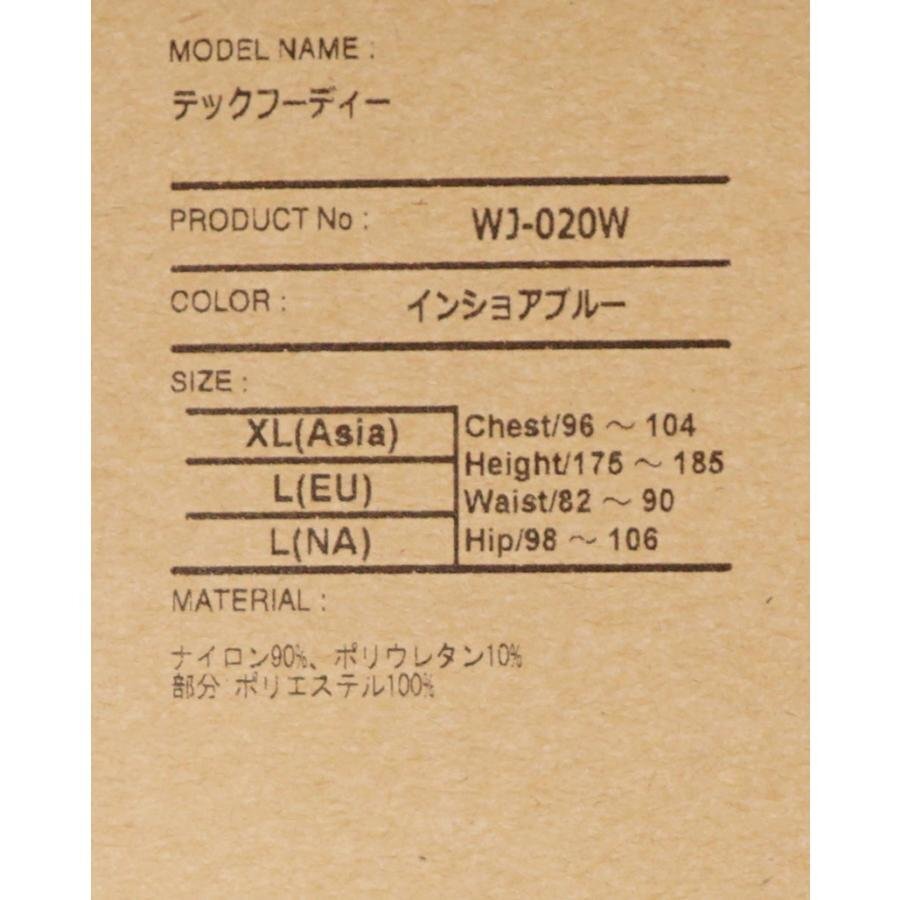 MODEL NAME :
テックフーディー
PRODUCT No : WJ-020W
COLOR : インショアブルー
SIZE :
XL(Asia)
L(EU)
L(NA)
Chest/96 ～ 104
Height/175 ～ 185
Waist/82 ～ 90
Hip/98 ～ 106
MATERIAL :
ナイロン90%、ポリウレタン10%
部分 ポリエステル100%